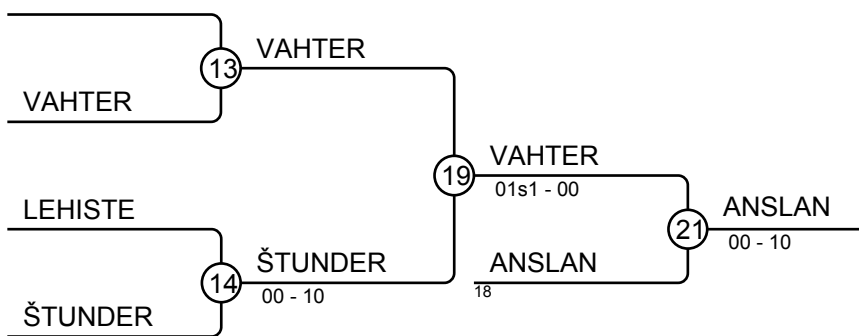 VAHTER
13
VAHTER
LEHISTE
14
ŠTUNDER
00 - 10
ŠTUNDER
19
VAHTER
01s1 - 00
ANSLAN
18
21
ANSLAN
00 - 10